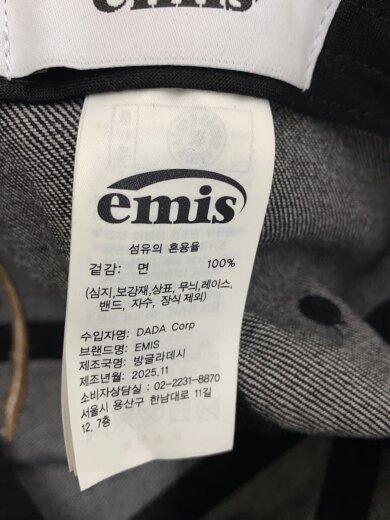 emis
emis
섬유의 혼용율
겉감: 면 100%
(심지,보강재,상표,무늬,레이스,
밴드, 자수, 장식 제외)
수입자명: DADA Corp
브랜드명: EMIS
제조국명: 방글라데시
제조년월: 2025.11
소비자상담실 : 02-2231-8870
서울시 용산구 한남대로 11길
12, 7층